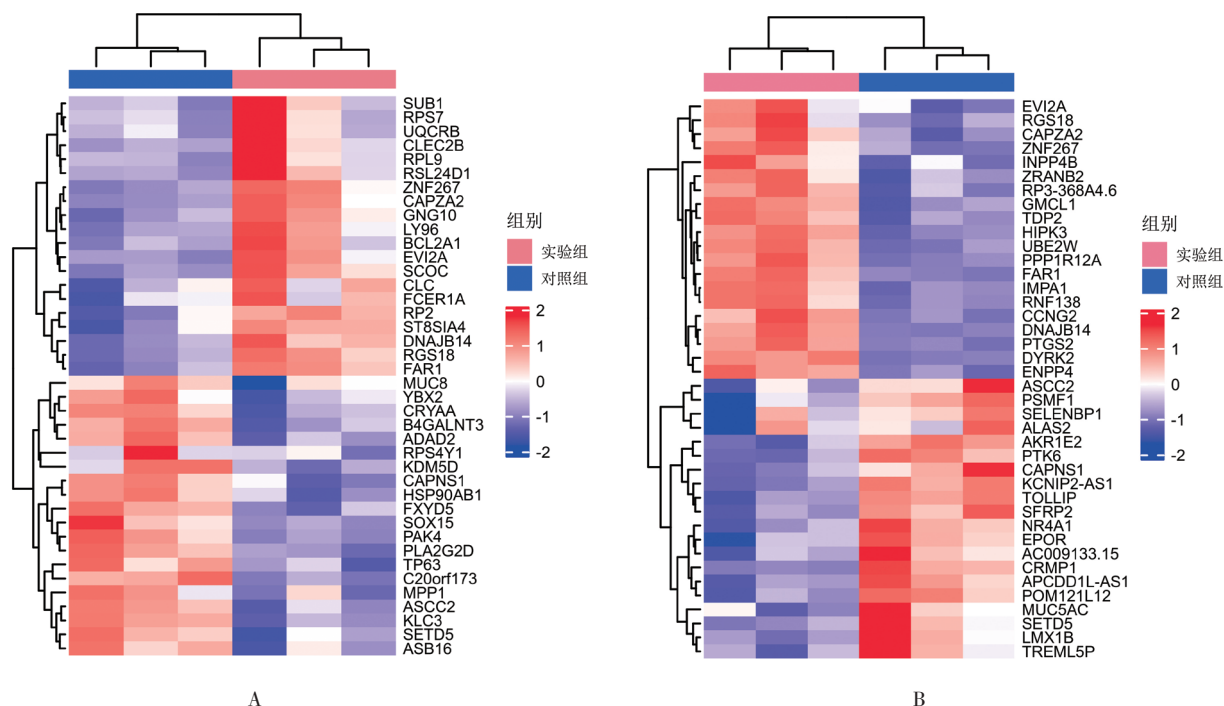 SUB1
RPS7
UQCRB
CLEC2B
RPL9
RSL24D1
ZNF267
CAPZA2
GNG10
LY96
BCL2A1
EVI2A
SCOC
CLC
FCER1A
RP2
ST8SIA4
DNAJB14
RGS18
FAR1
MUC8
YBX2
CRYAA
B4GALNT3
ADAD2
RPS4Y1
KDM5D
CAPNS1
HSP90AB1
FXYD5
SOX15
PAK4
PLA2G2D
TP63
C20orf173
MPP1
ASCC2
KLC3
SETD5
ASB16
组别
实验组
对照组
2
1
0
-1
-2
A
EVI2A
RGS18
CAPZA2
ZNF267
INPP4B
ZRANB2
RP3-368A4.6
GMCL1
TDP2
HIPK3
UBE2W
PPP1R12A
FAR1
IMPA1
RNF138
CCNG2
DNAJB14
PTGS2
DYRK2
ENPP4
ASCC2
PSMF1
SELENBP1
ALAS2
AKR1E2
PTK6
CAPNS1
KCNIP2-AS1
TOLLIP
SFRP2
NR4A1
EPOR
AC009133.15
CRMP1
APCDD1L-AS1
POM121L12
MUC5AC
SETD5
LMX1B
TREML5P
组别
实验组
对照组
2
1
0
-1
-2
B